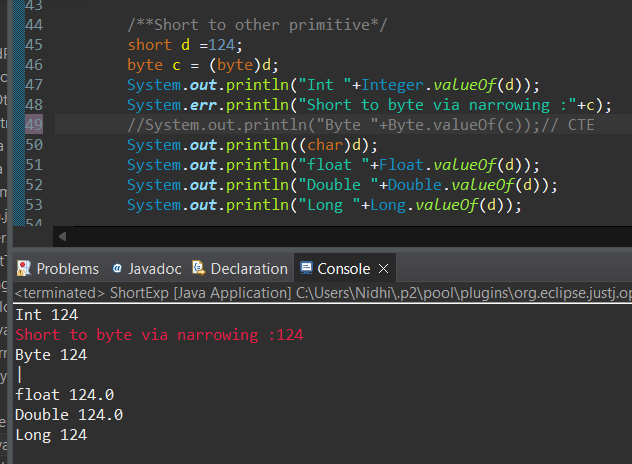 43
44 /**Short to other primitive*/
45 short d =124;
46 byte c = (byte)d;
47 System.out.println("Int "+Integer.valueOf(d));
48 System.err.println("Short to byte via narrowing :"+c);
49 //System.out.println("Byte "+Byte.valueOf(c));// CTE
50 System.out.println((char)d);
51 System.out.println("float "+Float.valueOf(d));
52 System.out.println("Double "+Double.valueOf(d));
53 System.out.println("Long "+Long.valueOf(d));
54
Problems @ Javadoc Declaration Console
<terminated> ShortExp [Java Application] C:\Users\Nidhi\.p2\pool\plugins\org.eclipse.justj.op
Int 124
Short to byte via narrowing :124
Byte 124
|
float 124.0
Double 124.0
Long 124